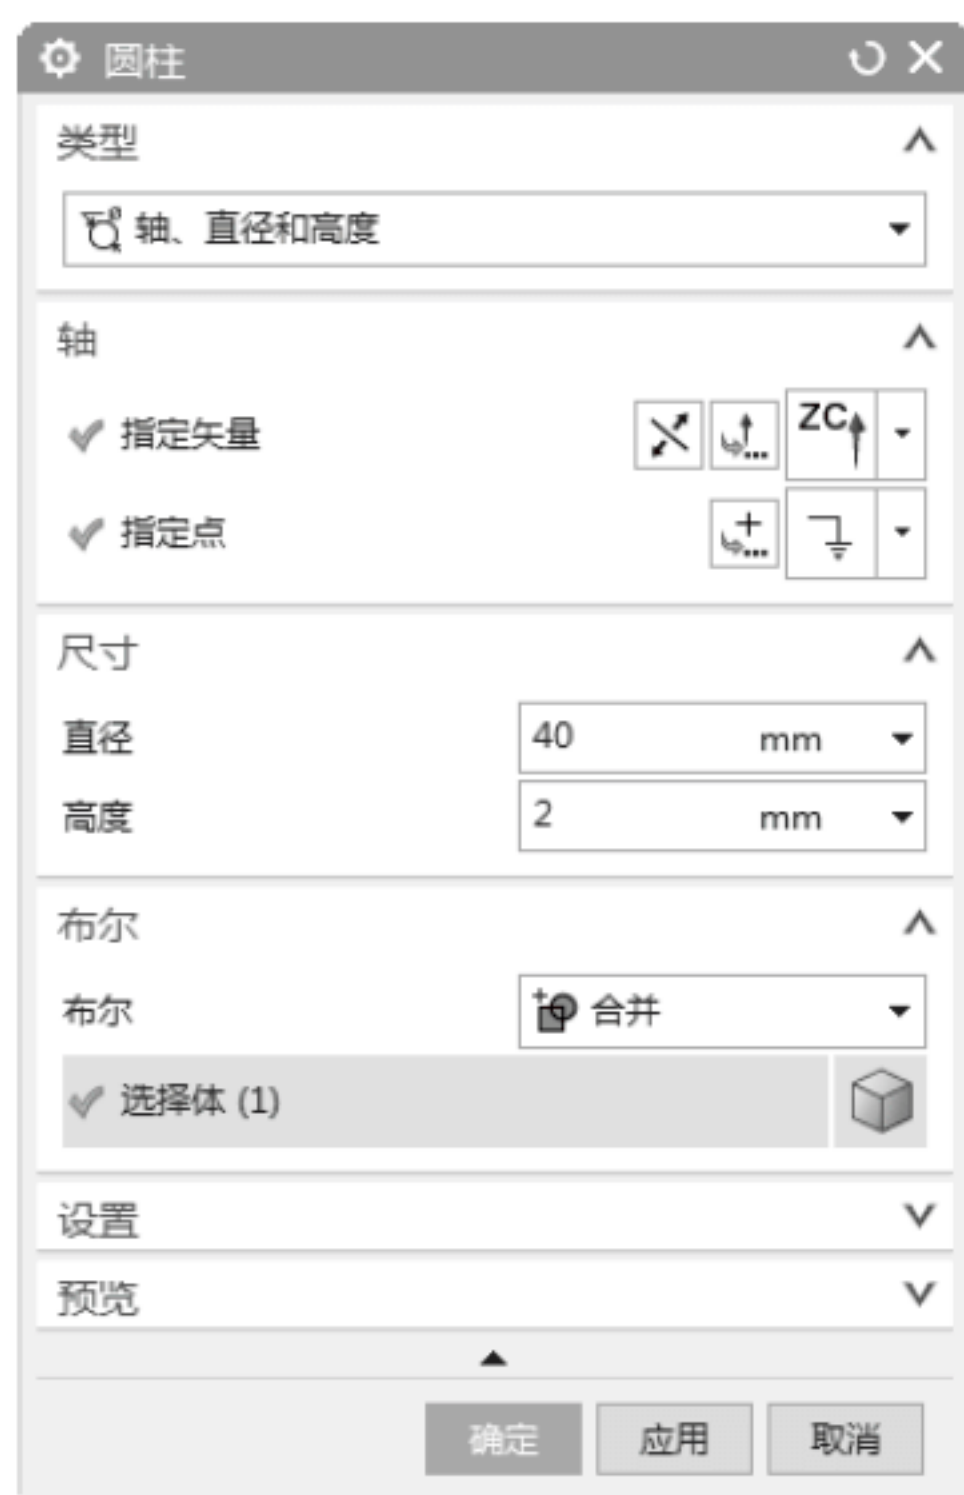 圆柱
类型
轴、直径和高度
轴
指定矢量 ZC
指定点
尺寸
直径 40 mm
高度 2 mm
布尔
布尔 合并
选择体 (1)
设置
预览
确定 应用 取消